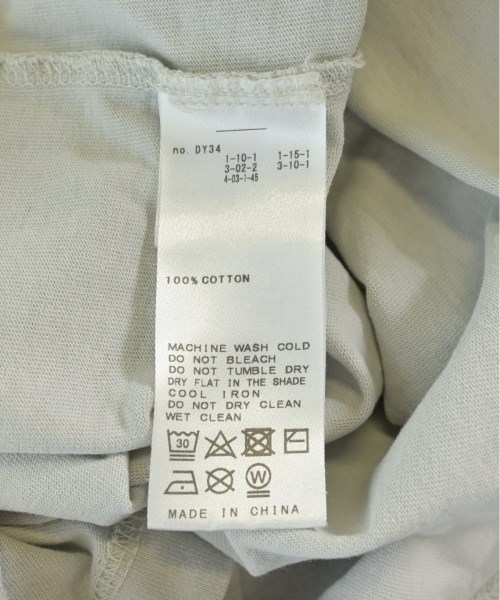 no. DY34
1-10-1 1-15-1
3-02-2 3-10-1
4-03-1-45
100% COTTON
MACHINE WASH COLD
DO NOT BLEACH
DO NOT TUMBLE DRY
DRY FLAT IN THE SHADE
COOL IRON
DO NOT DRY CLEAN
WET CLEAN
30
W
MADE IN CHINA